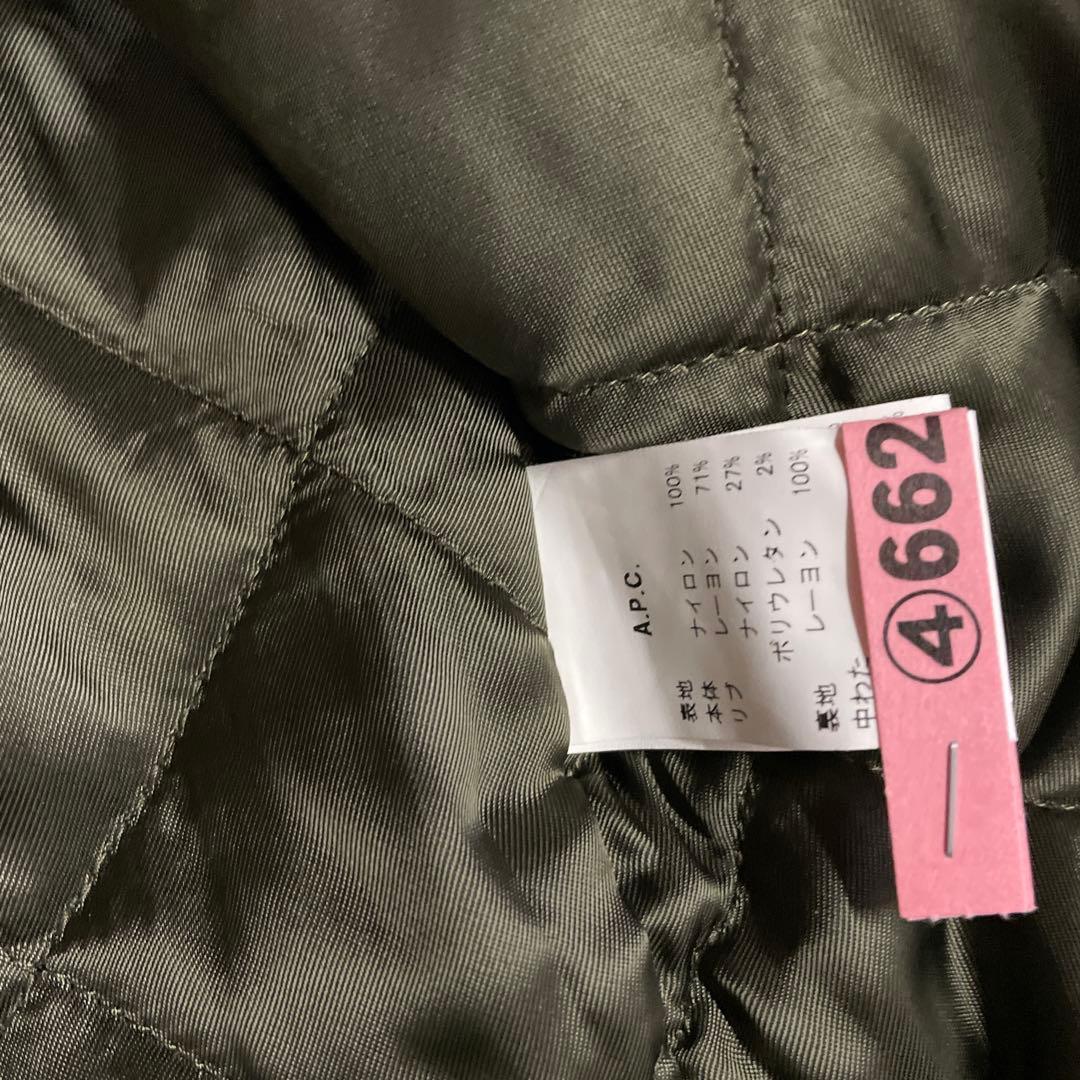 A.P.C.
表地
本体 ナイロン 100%
リブ レーヨン 71%
ナイロン 27%
ポリウレタン 2%
裏地 レーヨン 100%
中わた
④662